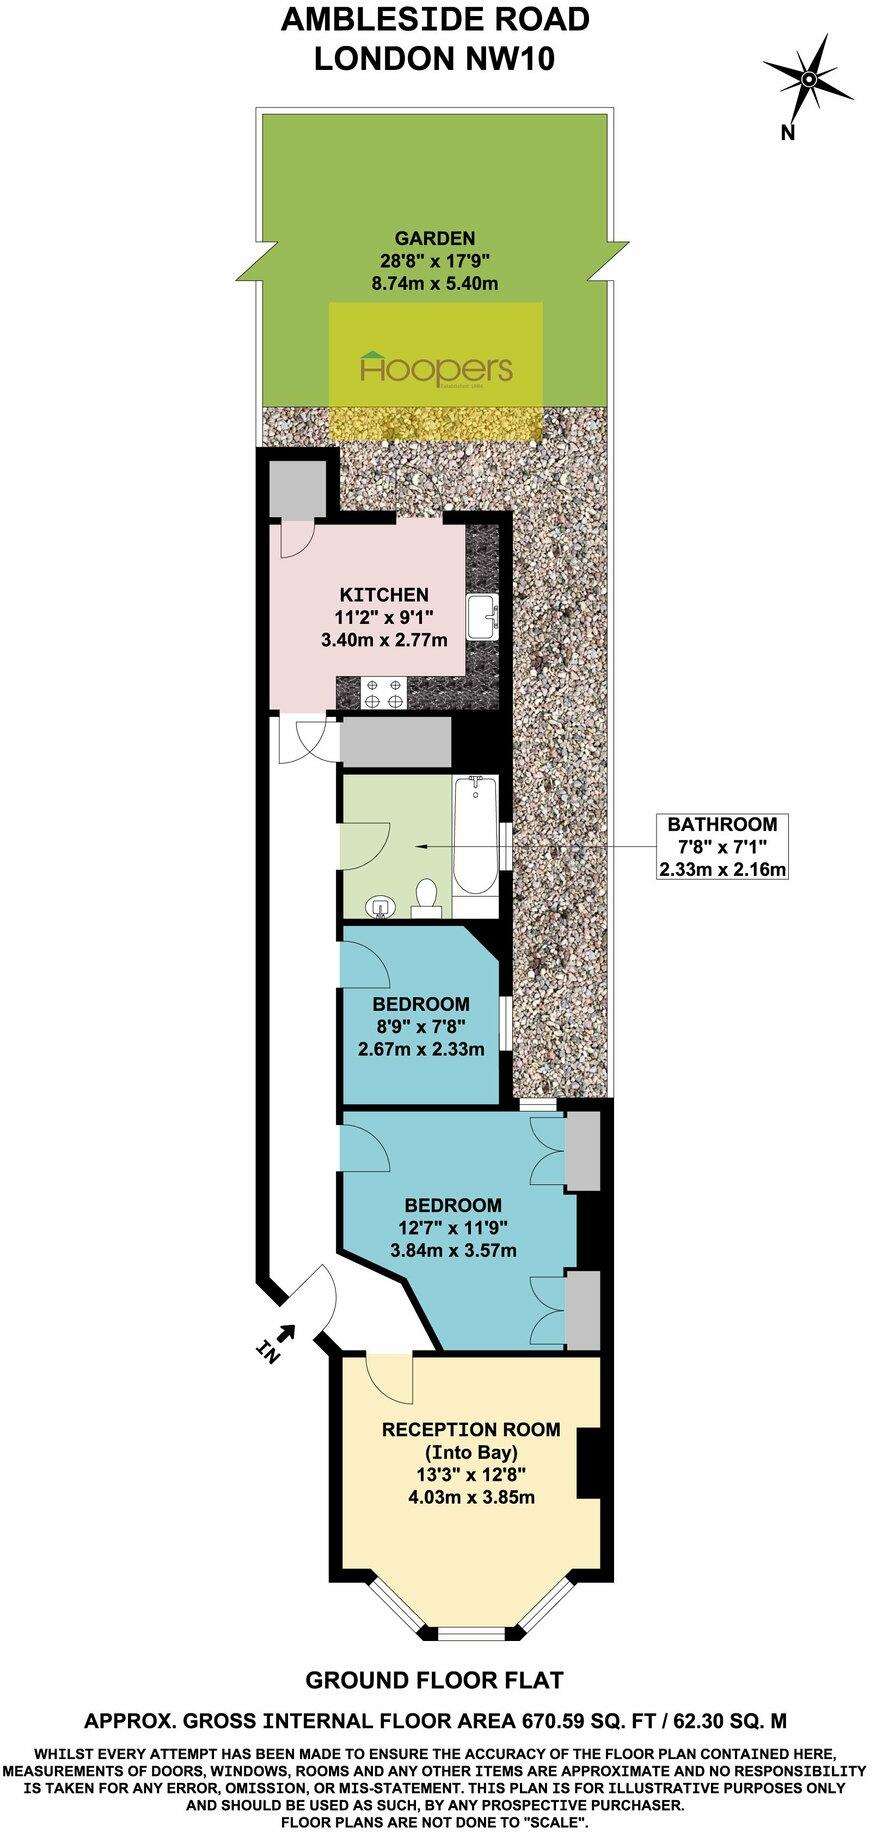 AMBLESIDE ROAD
LONDON NW10
N
GARDEN
28'8" x 17'9"
8.74m x 5.40m
Hoopers
Established 1984
KITCHEN
11'2" x 9'1"
3.40m x 2.77m
BATHROOM
7'8" x 7'1"
2.33m x 2.16m
BEDROOM
8'9" x 7'8"
2.67m x 2.33m
BEDROOM
12'7" x 11'9"
3.84m x 3.57m
IN
RECEPTION ROOM
(Into Bay)
13'3" x 12'8"
4.03m x 3.85m
GROUND FLOOR FLAT
APPROX. GROSS INTERNAL FLOOR AREA 670.59 SQ. FT / 62.30 SQ. M
WHILST EVERY ATTEMPT HAS BEEN MADE TO ENSURE THE ACCURACY OF THE FLOOR PLAN CONTAINED HERE,
MEASUREMENTS OF DOORS, WINDOWS, ROOMS AND ANY OTHER ITEMS ARE APPROXIMATE AND NO RESPONSIBILITY
IS TAKEN FOR ANY ERROR, OMISSION, OR MIS-STATEMENT. THIS PLAN IS FOR ILLUSTRATIVE PURPOSES ONLY
AND SHOULD BE USED AS SUCH, BY ANY PROSPECTIVE PURCHASER.
FLOOR PLANS ARE NOT DONE TO "SCALE".